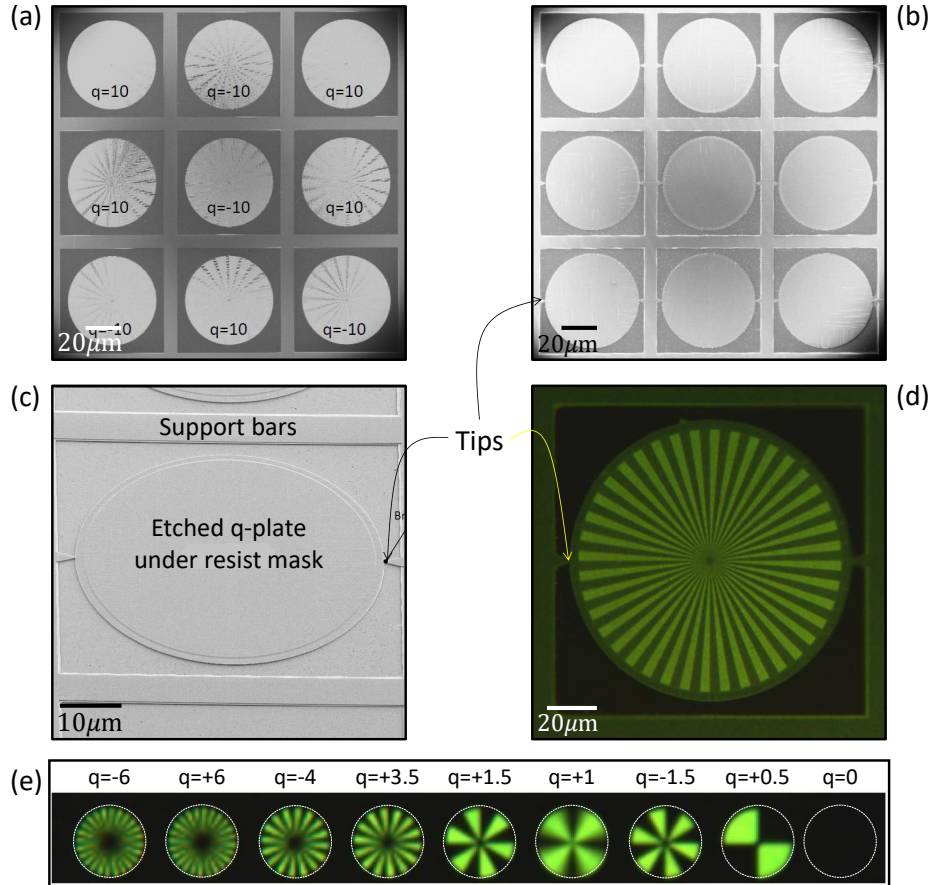 (a)
(b)
q=10
q=-10
q=10
q=10
q=-10
q=10
q=-10
q=10
q=-10
20μm
20μm
(c)
(d)
Support bars
Tips
Etched q-plate
under resist mask
Br
10μm
20μm
(e)
q=-6
q=+6
q=-4
q=+3.5
q=+1.5
q=+1
q=-1.5
q=+0.5
q=0